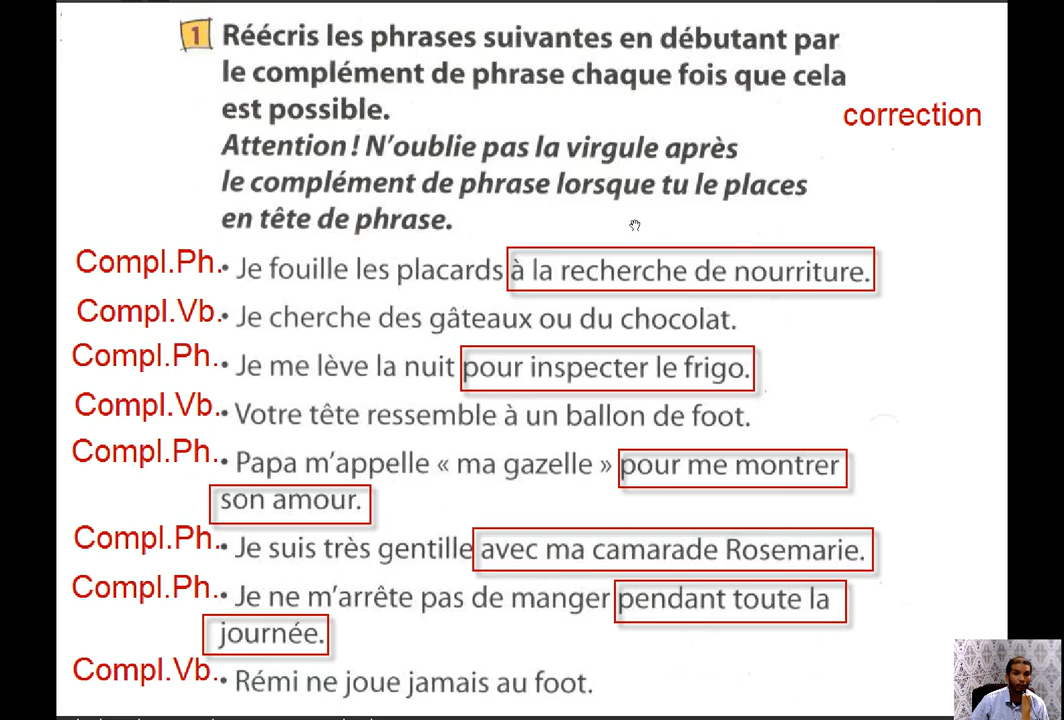 1 Réécris les phrases suivantes en débutant par
le complément de phrase chaque fois que cela
est possible.
correction
Attention ! N'oublie pas la virgule après
le complément de phrase lorsque tu le places
en tête de phrase.
Compl.Ph. • Je fouille les placards à la recherche de nourriture.
Compl.Vb. • Je cherche des gâteaux ou du chocolat.
Compl.Ph. • Je me lève la nuit pour inspecter le frigo.
Compl.Vb. • Votre tête ressemble à un ballon de foot.
Compl.Ph. • Papa m'appelle « ma gazelle » pour me montrer
son amour.
Compl.Ph. • Je suis très gentille avec ma camarade Rosemarie.
Compl.Ph. • Je ne m'arrête pas de manger pendant toute la
journée.
Compl.Vb. • Rémi ne joue jamais au foot.